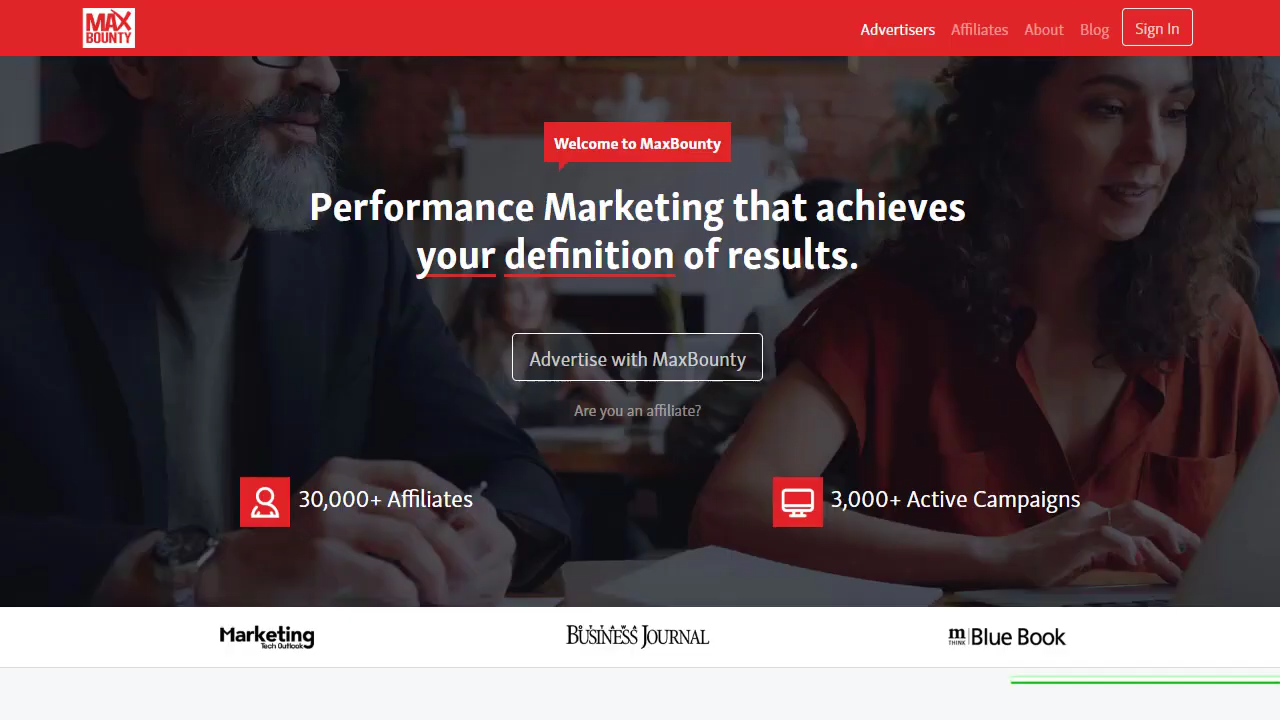 MAX
BOUNTY
Advertisers
Affiliates
About
Blog
Sign In
Welcome to MaxBounty
Performance Marketing that achieves
your definition of results.
Advertise with MaxBounty
Are you an affiliate?
30,000+ Affiliates
3,000+ Active Campaigns
Marketing
Tech Outlook
OTTAWA
BUSINESS JOURNAL
m
THINK
Blue Book